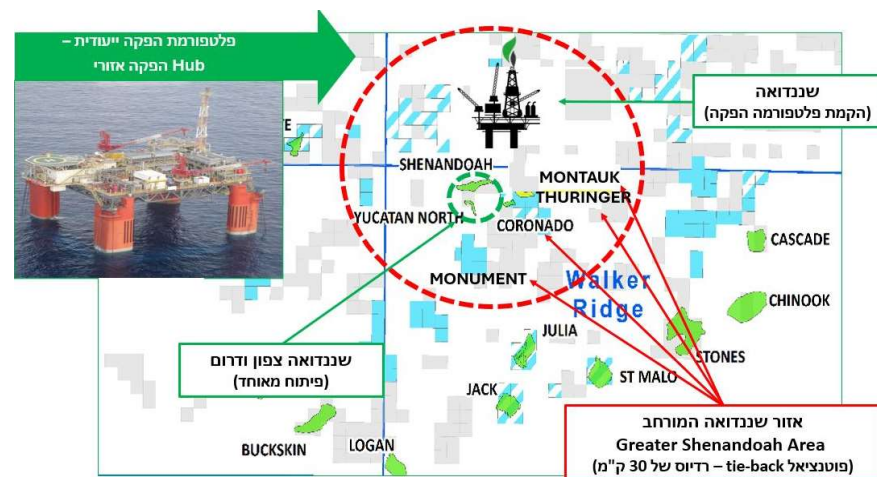 פלטפורמת הפקה ייעודית –
Hub הפקה אזורי
שננדואה
(הקמת פלטפורמה הפקה)
SHENANDOAH
MONTAUK
THURINGER
YUCATAN NORTH
CORONADO
CASCADE
MONUMENT
Walker
Ridge
CHINOOK
JULIA
STONES
שננדואה צפון ודרום
(פיתוח מאוחד)
ST MALO
JACK
אזור שננדואה המורחב
Greater Shenandoah Area
(פוטנציאל tie-back – רדיוס של 30 ק"מ)
BUCKSKIN
LOGAN